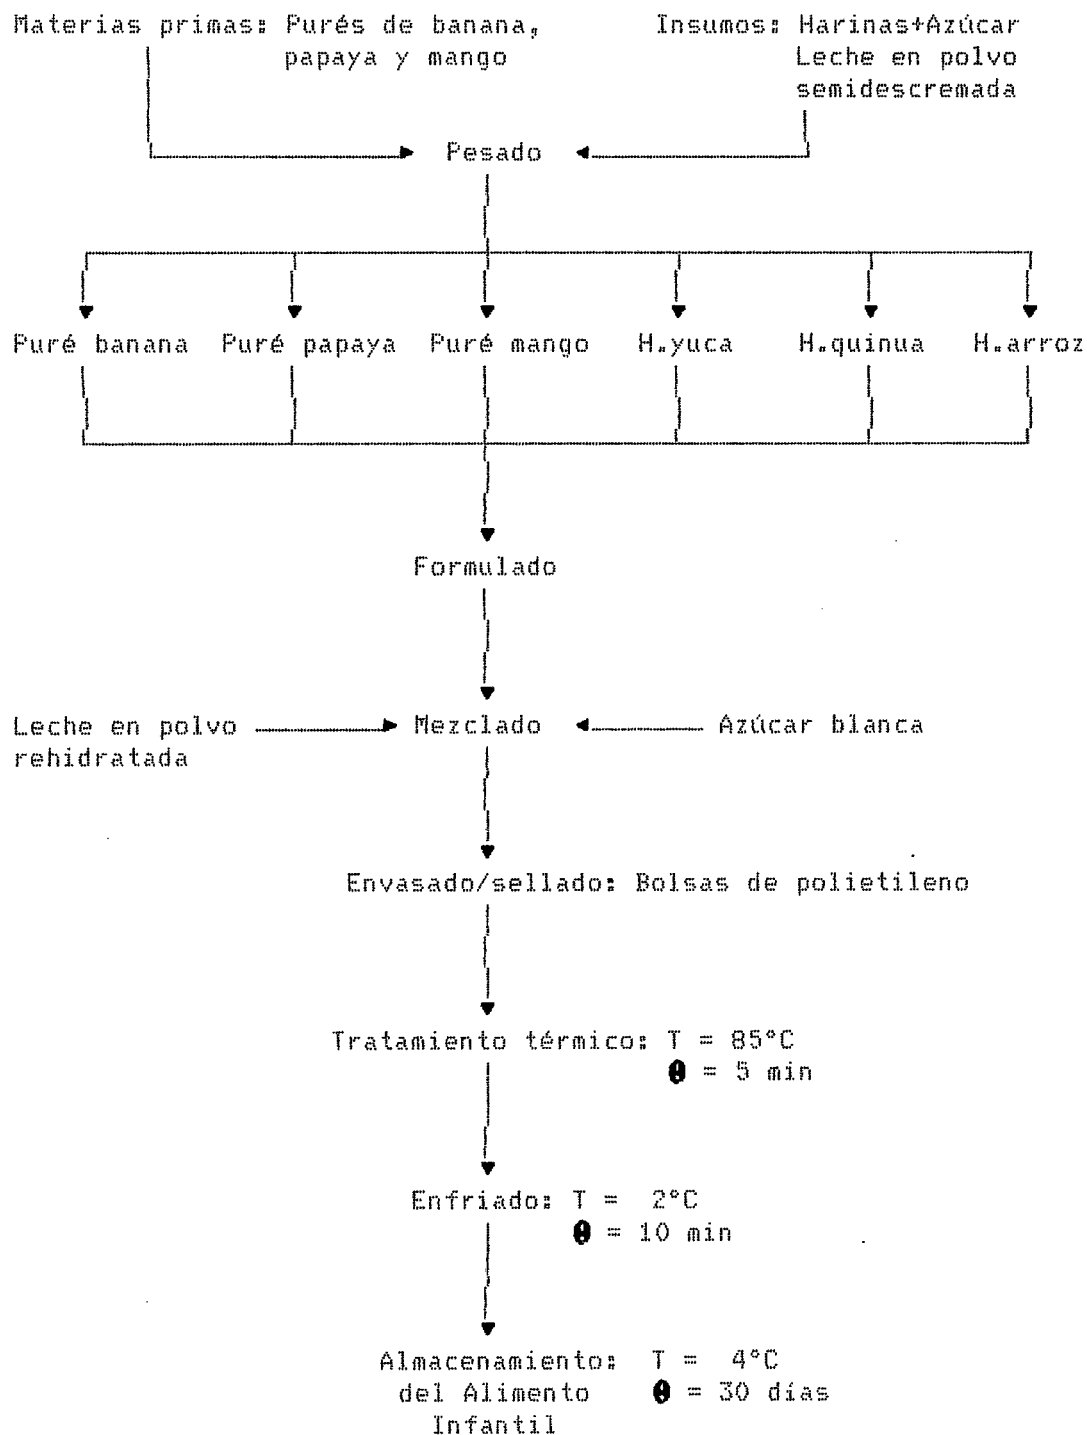 Materias primas: Purés de banana, papaya y mango
Insumos: Harinas+Azúcar
Leche en polvo
semidescremada
Pesado
Puré banana Puré papaya Puré mango H.yuca H.quinua H.arroz
Formulado
Leche en polvo rehidratada
Mezclado
Azúcar blanca
Envasado/sellado: Bolsas de polietileno
Tratamiento térmico: T = 85°C
θ = 5 min
Enfriado: T = 2°C
θ = 10 min
Almacenamiento: T = 4°C
del Alimento θ = 30 días
Infantil